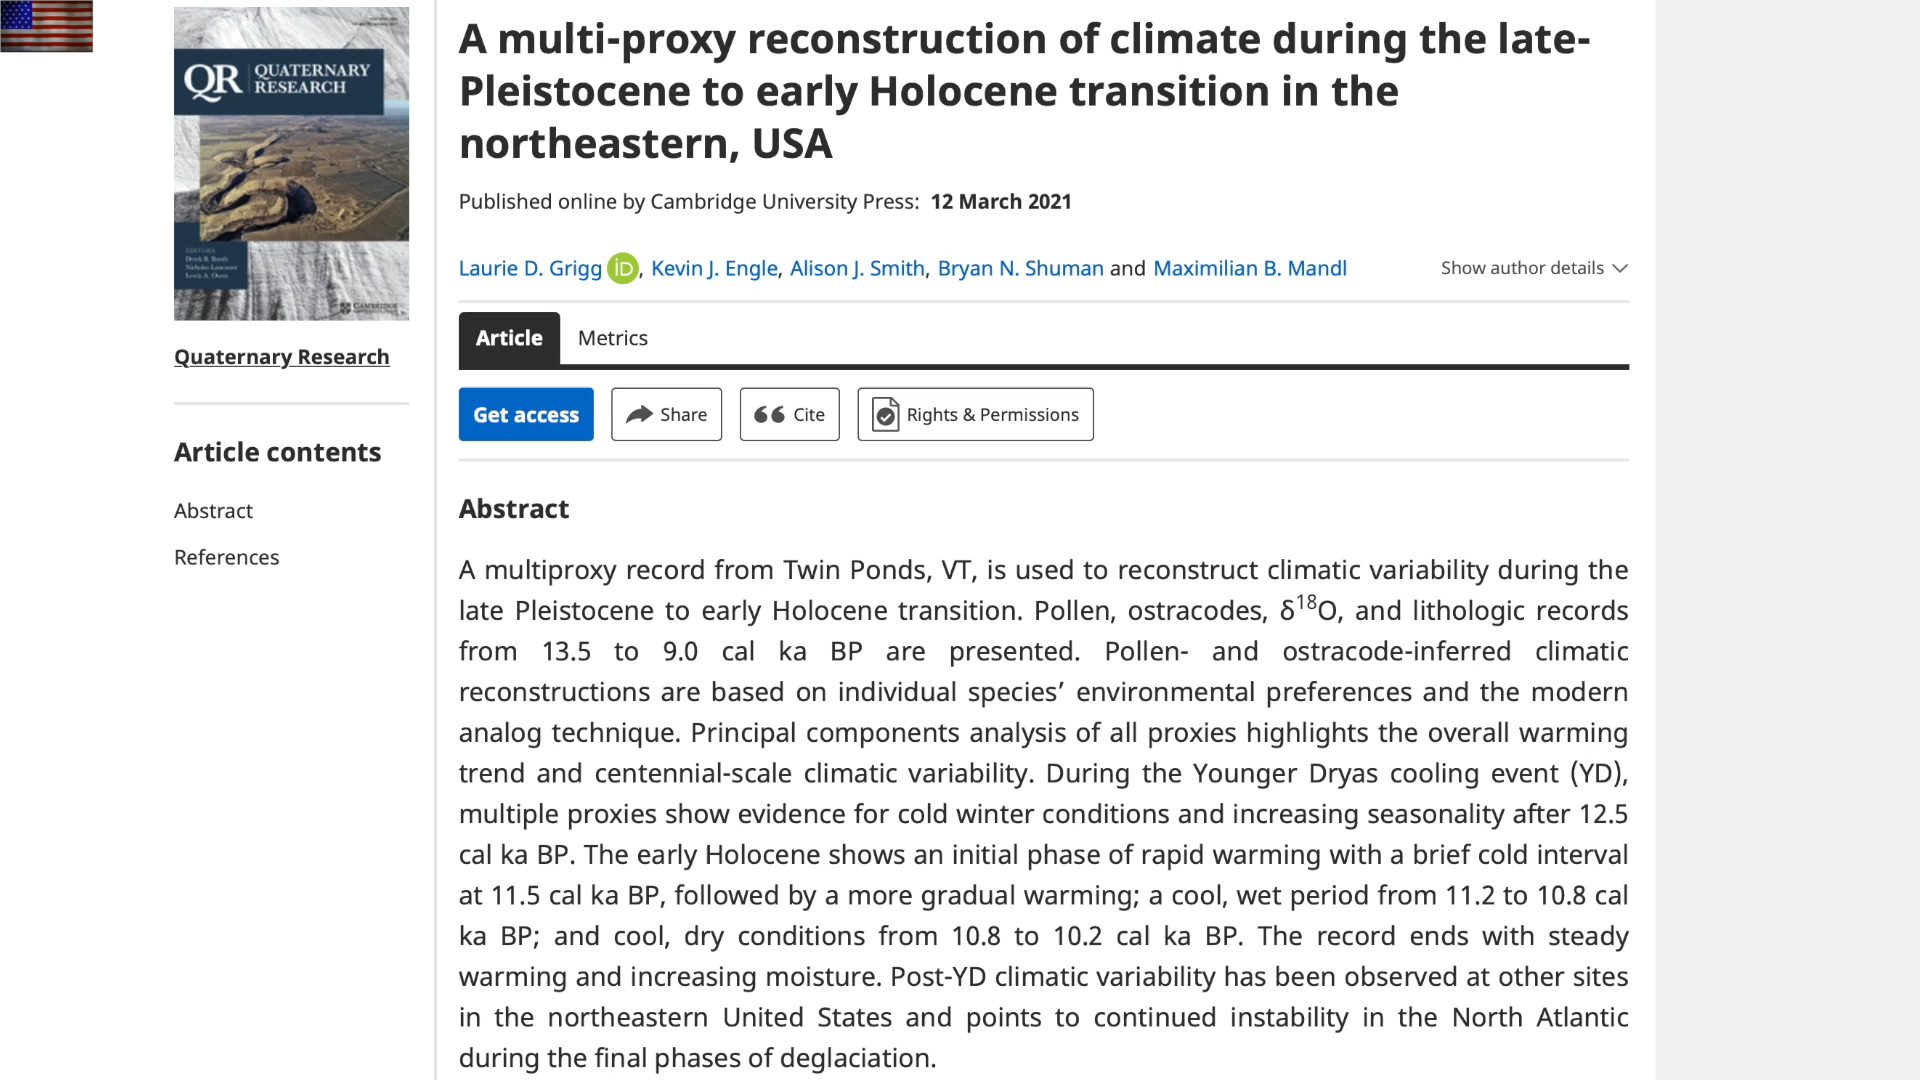 QR QUATERNARY
RESEARCH
EDITORS
Derek B. Booth
Nicholas Lancaster
Lewis A. Owen
CAMBRIDGE
Quaternary Research
Article contents
Abstract
References
A multi-proxy reconstruction of climate during the late-
Pleistocene to early Holocene transition in the
northeastern, USA
Published online by Cambridge University Press: 12 March 2021
Laurie D. Grigg iD, Kevin J. Engle, Alison J. Smith, Bryan N. Shuman and Maximilian B. Mandl Show author details
Article Metrics
Get access Share Cite Rights & Permissions
Abstract
A multiproxy record from Twin Ponds, VT, is used to reconstruct climatic variability during the
late Pleistocene to early Holocene transition. Pollen, ostracodes, δ¹⁸O, and lithologic records
from 13.5 to 9.0 cal ka BP are presented. Pollen- and ostracode-inferred climatic
reconstructions are based on individual species’ environmental preferences and the modern
analog technique. Principal components analysis of all proxies highlights the overall warming
trend and centennial-scale climatic variability. During the Younger Dryas cooling event (YD),
multiple proxies show evidence for cold winter conditions and increasing seasonality after 12.5
cal ka BP. The early Holocene shows an initial phase of rapid warming with a brief cold interval
at 11.5 cal ka BP, followed by a more gradual warming; a cool, wet period from 11.2 to 10.8 cal
ka BP; and cool, dry conditions from 10.8 to 10.2 cal ka BP. The record ends with steady
warming and increasing moisture. Post-YD climatic variability has been observed at other sites
in the northeastern United States and points to continued instability in the North Atlantic
during the final phases of deglaciation.